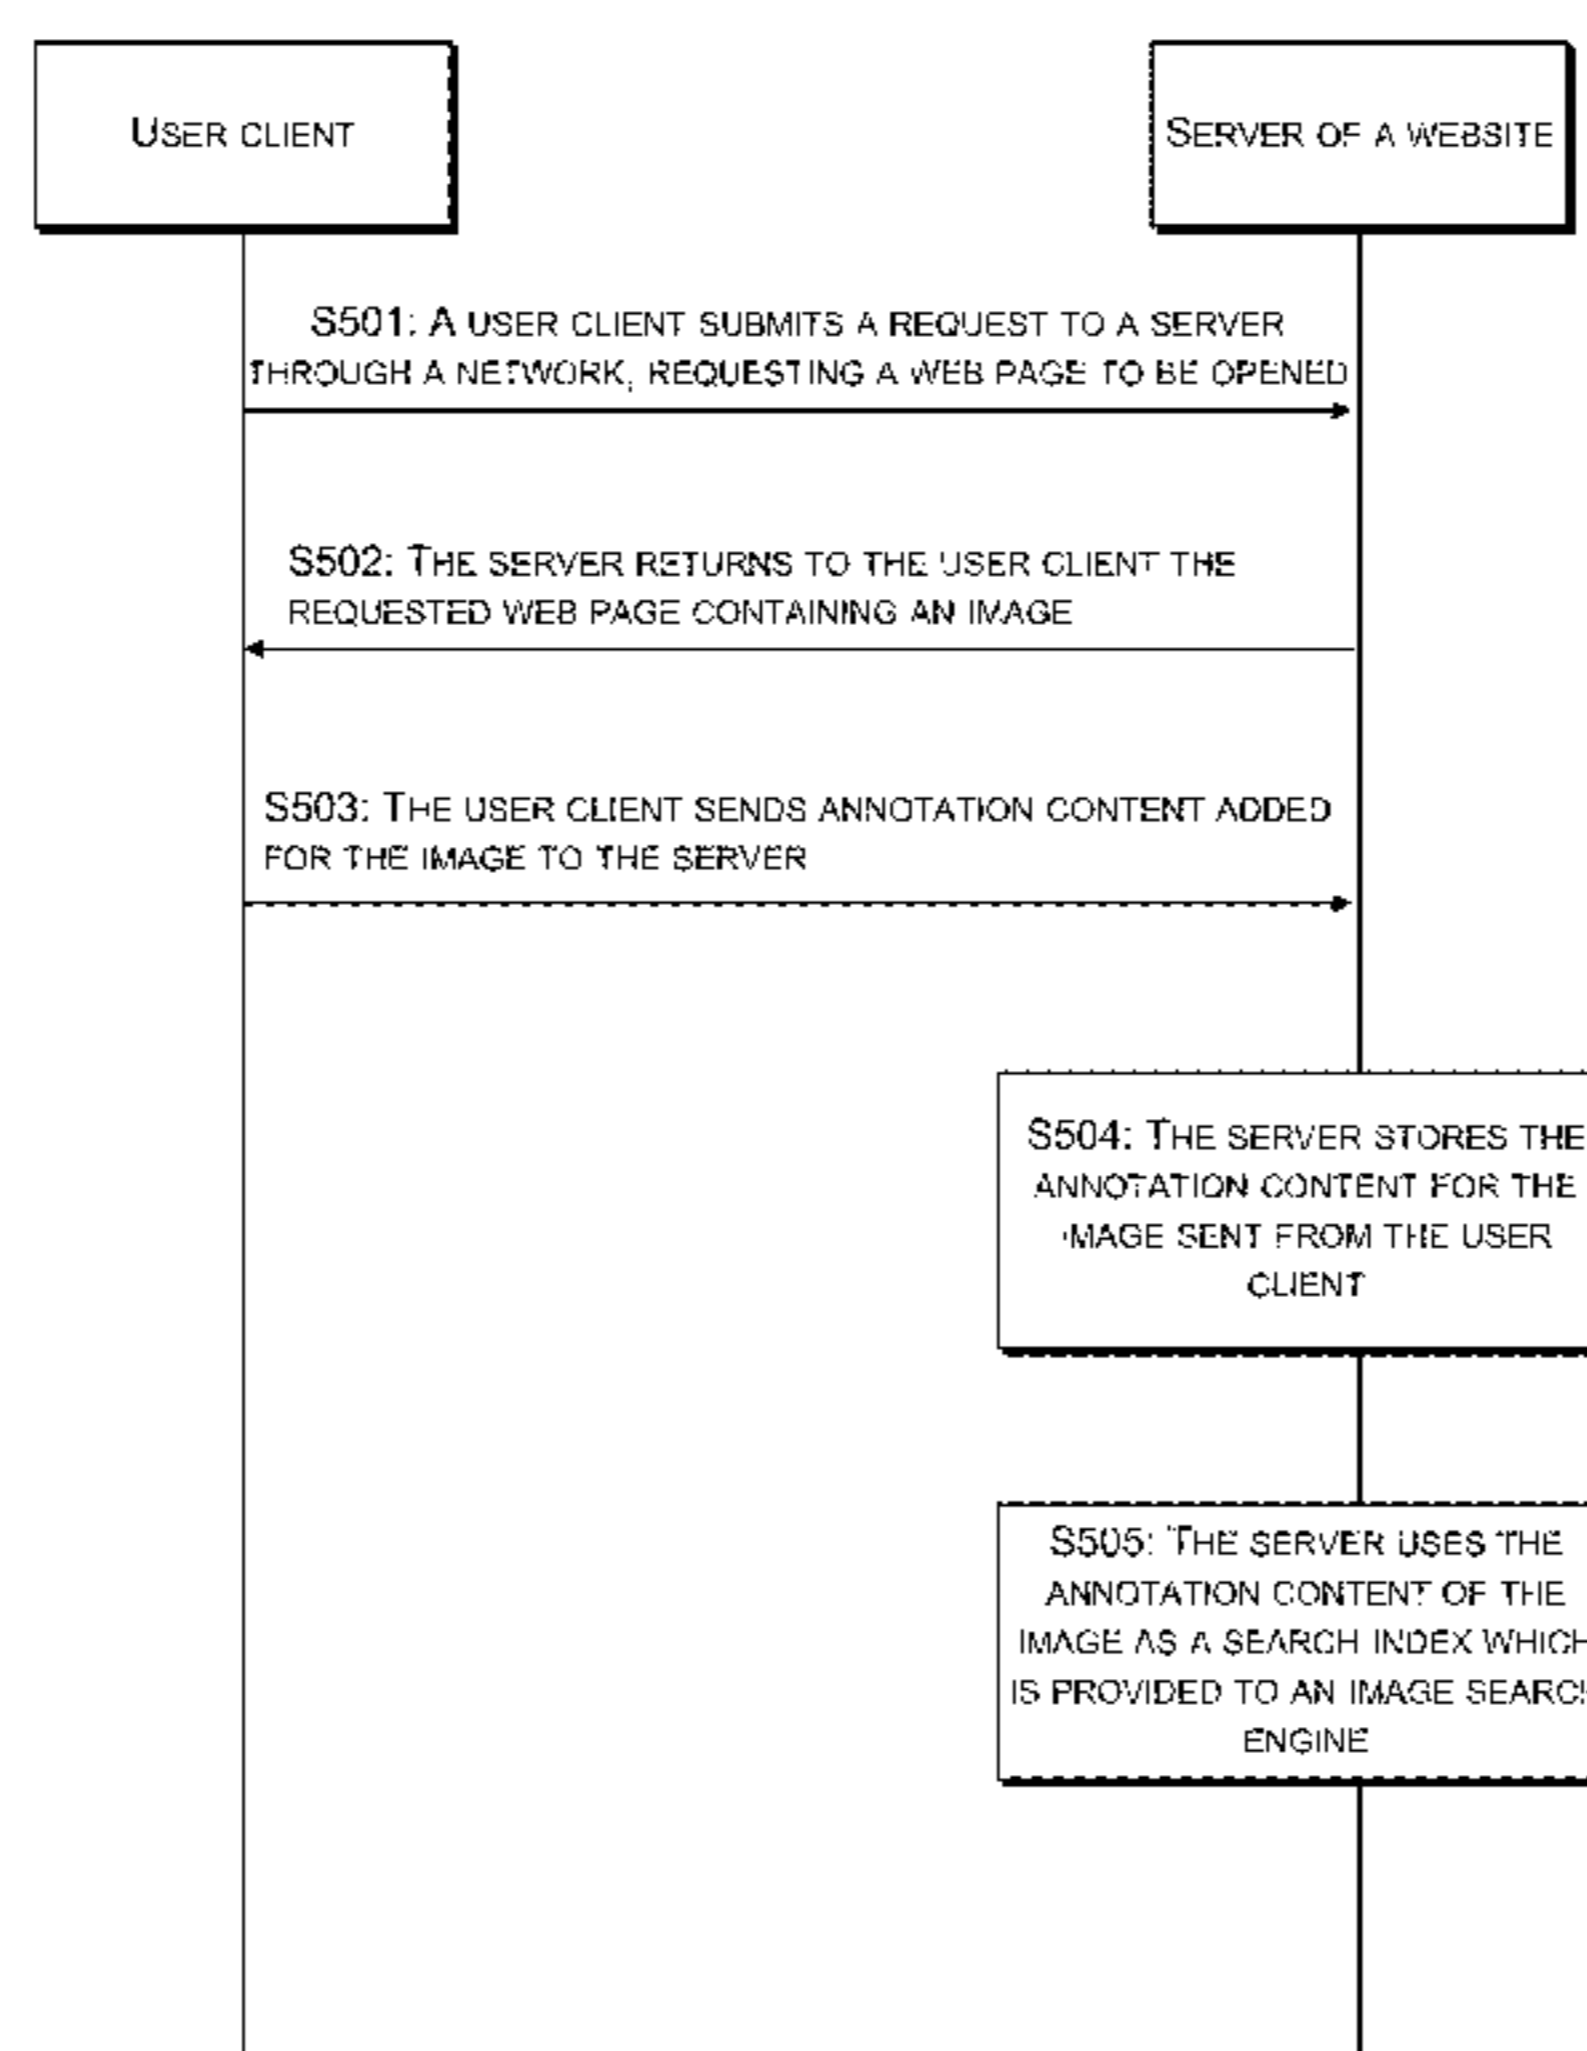 USER CLIENT
SERVER OF A WEBSITE
S501: A USER CLIENT SUBMITS A REQUEST TO A SERVER
THROUGH A NETWORK, REQUESTING A WEB PAGE TO BE OPENED
S502: THE SERVER RETURNS TO THE USER CLIENT THE
REQUESTED WEB PAGE CONTAINING AN IMAGE
S503: THE USER CLIENT SENDS ANNOTATION CONTENT ADDED
FOR THE IMAGE TO THE SERVER
S504: THE SERVER STORES THE
ANNOTATION CONTENT FOR THE
IMAGE SENT FROM THE USER
CLIENT
S505: THE SERVER USES THE
ANNOTATION CONTENT OF THE
IMAGE AS A SEARCH INDEX WHICH
IS PROVIDED TO AN IMAGE SEARCH
ENGINE